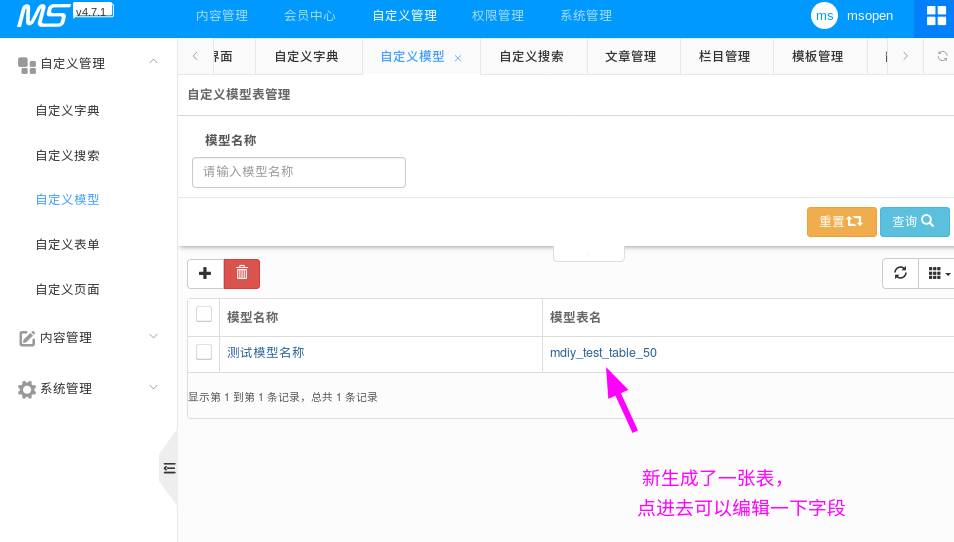 MS v4.7.1 内容管理 会员中心 自定义管理 权限管理 系统管理 ms msopen
自定义管理
自定义字典
自定义搜索
自定义模型
自定义表单
自定义页面
内容管理
系统管理
界面 自定义字典 自定义模型 × 自定义搜索 文章管理 栏目管理 模板管理
自定义模型表管理
模型名称
请输入模型名称
重置 查询
模型名称 模型表名
测试模型名称 mdiy_test_table_50
显示第 1 到第 1 条记录，总共 1 条记录
新生成了一张表，
点进去可以编辑一下字段